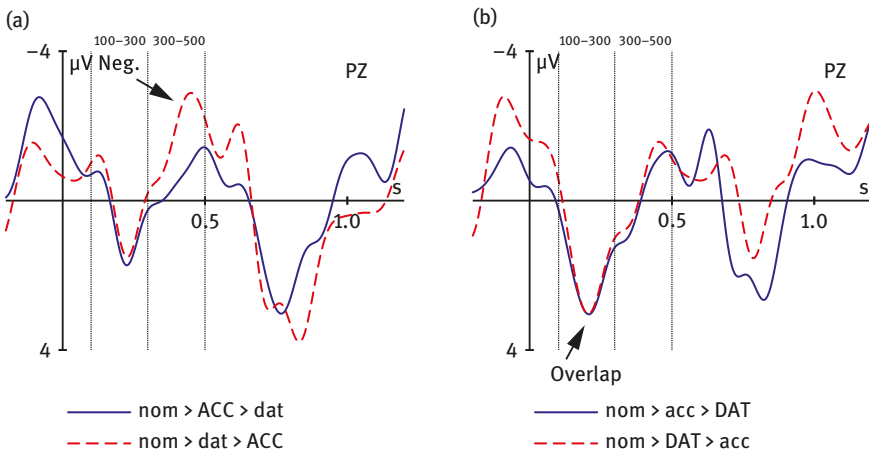 (a)
100–300 300–500
−4
µV Neg.
PZ
s
0.5
1.0
4
nom > ACC > dat
nom > dat > ACC
(b)
100–300 300–500
−4
µV
PZ
s
0.5
1.0
4
Overlap
nom > acc > DAT
nom > DAT > acc